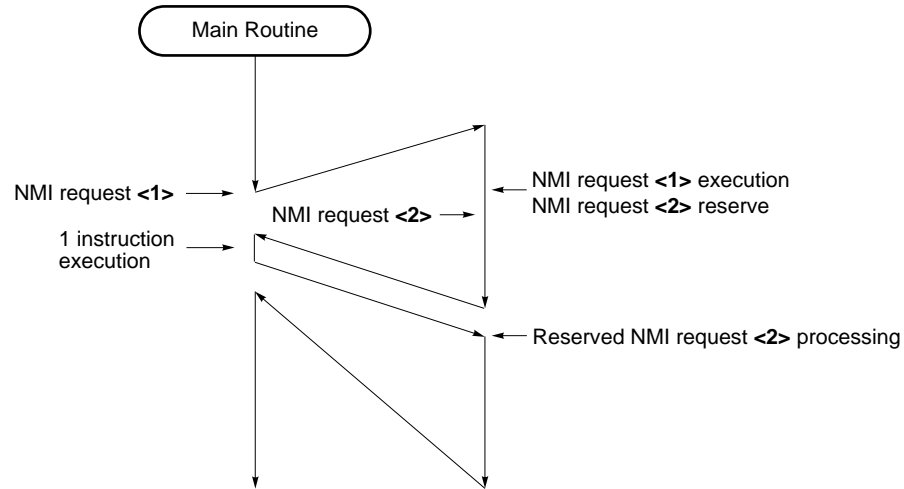 Main Routine
NMI request <1>
NMI request <1> execution
NMI request <2>
NMI request <2> reserve
1 instruction
execution
Reserved NMI request <2> processing